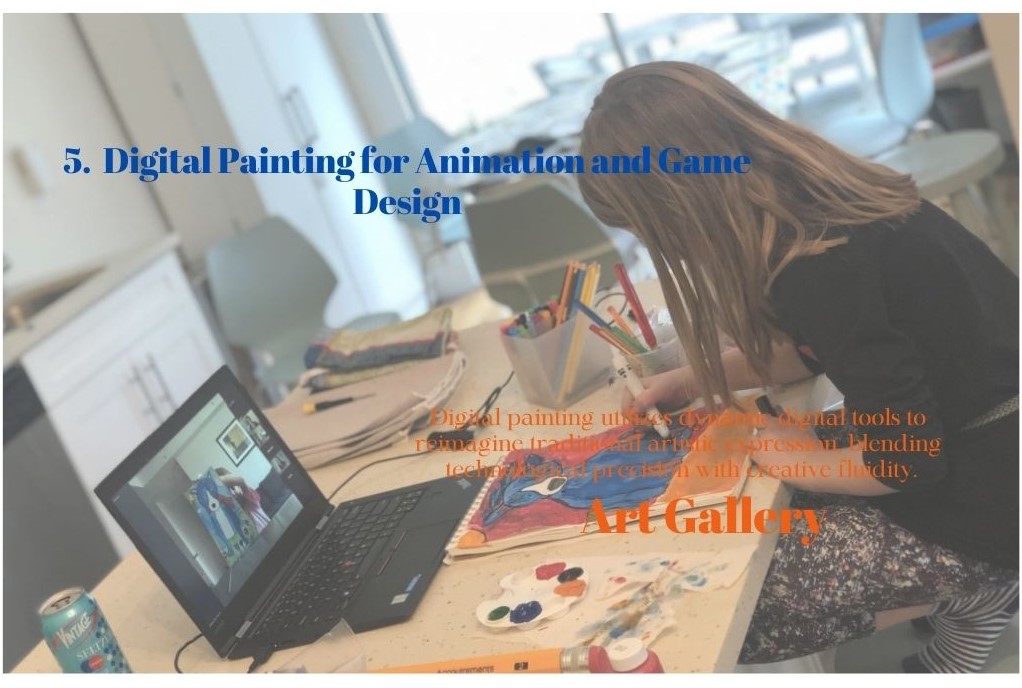 5. Digital Painting for Animation and Game
Design
Digital painting utilizes dynamic digital tools to
reimagine traditional artistic expression, blending
technological precision with creative fluidity.
Art Gallery
VINTAGE
SELTZER